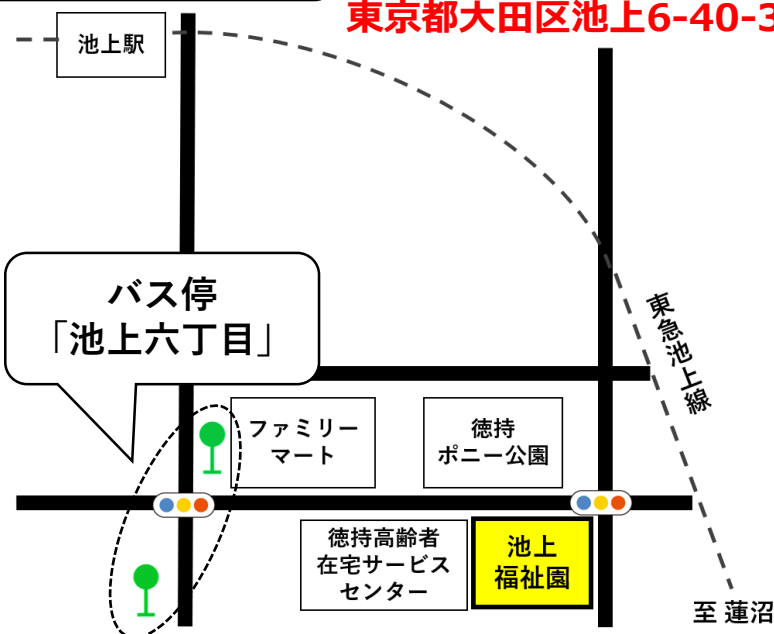 東京都大田区池上6-40-3
池上駅
バス停
「池上六丁目」
東急池上線
ファミリー
マート
徳持
ポニー公園
徳持高齢者
在宅サービス
センター
池上
福祉園
至 蓮沼